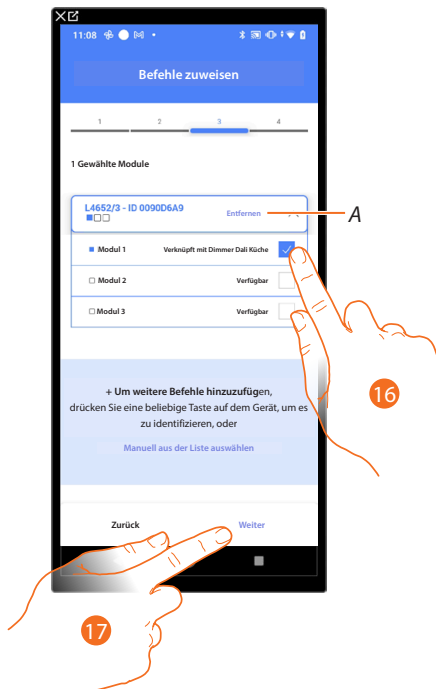 11:08
Befehle zuweisen
1 2 3 4
1 Gewählte Module
L4652/3 - ID 0090D6A9
Entfernen
A
Modul 1 Verknüpft mit Dimmer Dali Küche
Modul 2 Verfügbar
Modul 3 Verfügbar
+ Um weitere Befehle hinzuzufügen,
drücken Sie eine beliebige Taste auf dem Gerät, um es
zu identifizieren, oder
Manuell aus der Liste auswählen
16
Zurück Weiter
17